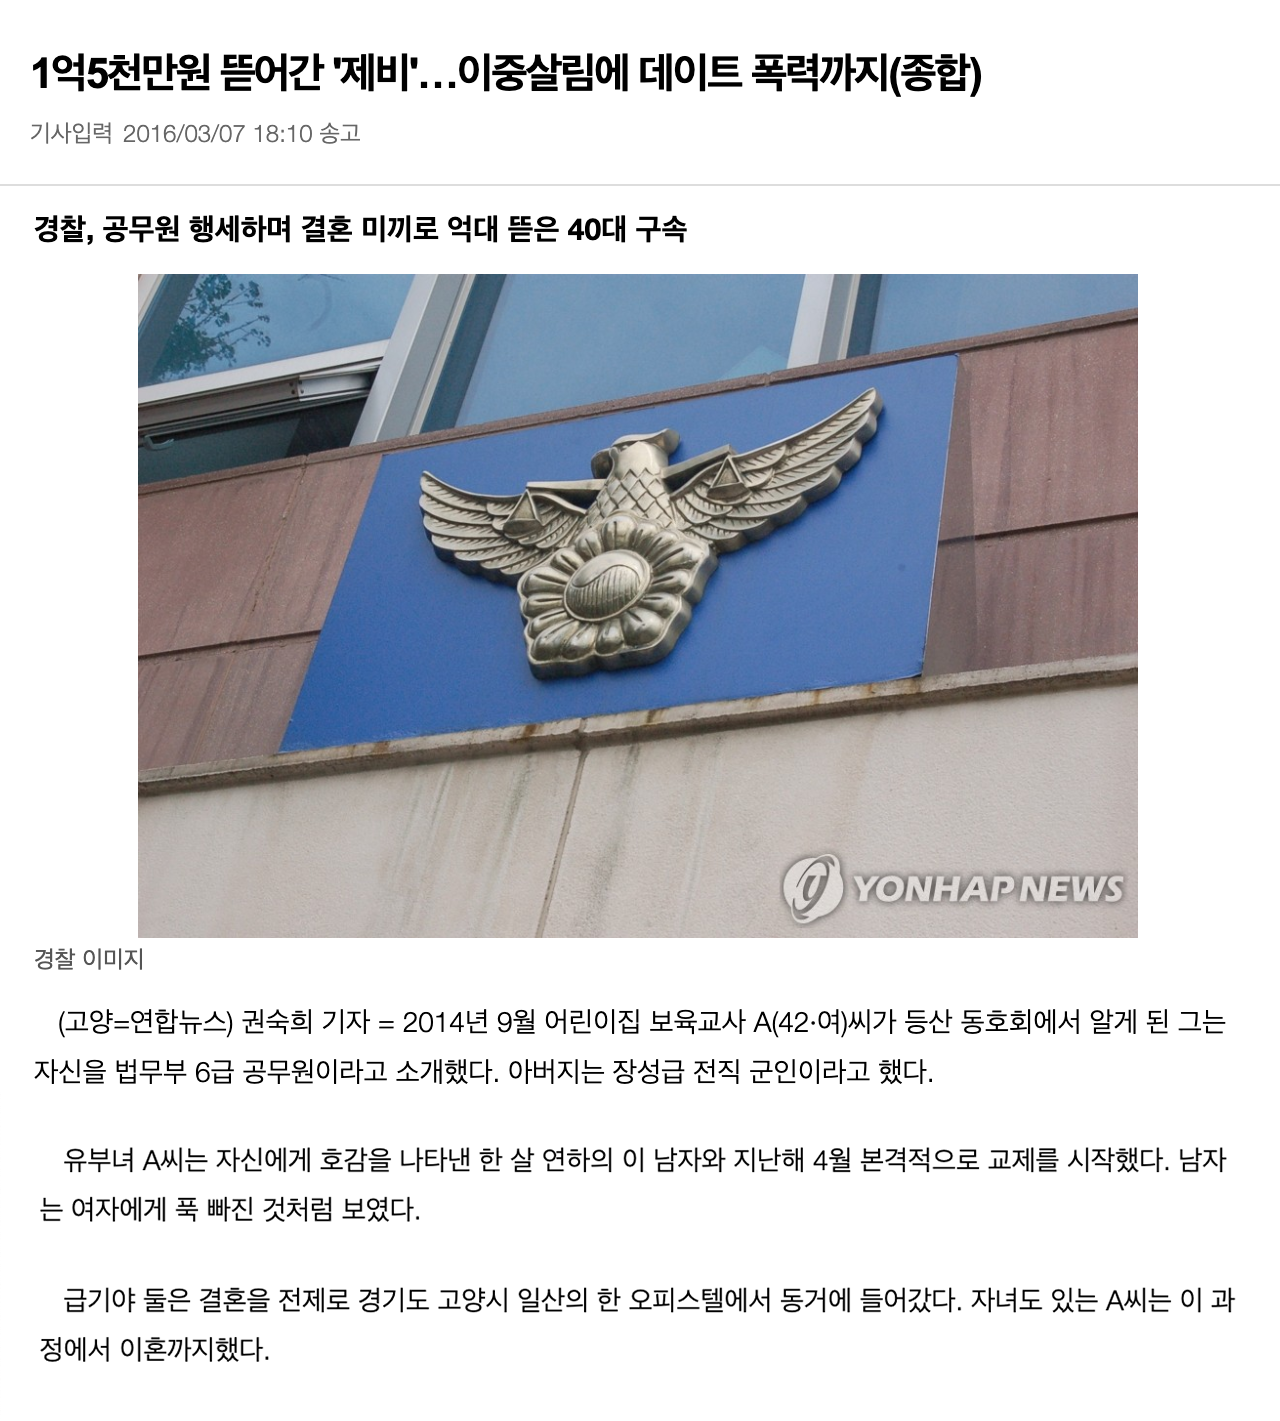 1억5천만원 뜯어간 '제비'…이중살림에 데이트 폭력까지(종합)
기사입력 2016/03/07 18:10 송고
경찰, 공무원 행세하며 결혼 미끼로 억대 뜯은 40대 구속
YONHAP NEWS
경찰 이미지
(고양=연합뉴스) 권숙희 기자 = 2014년 9월 어린이집 보육교사 A(42·여)씨가 등산 동호회에서 알게 된 그는
자신을 법무부 6급 공무원이라고 소개했다. 아버지는 장성급 전직 군인이라고 했다.
유부녀 A씨는 자신에게 호감을 나타낸 한 살 연하의 이 남자와 지난해 4월 본격적으로 교제를 시작했다. 남자
는 여자에게 푹 빠진 것처럼 보였다.
급기야 둘은 결혼을 전제로 경기도 고양시 일산의 한 오피스텔에서 동거에 들어갔다. 자녀도 있는 A씨는 이 과
정에서 이혼까지했다.